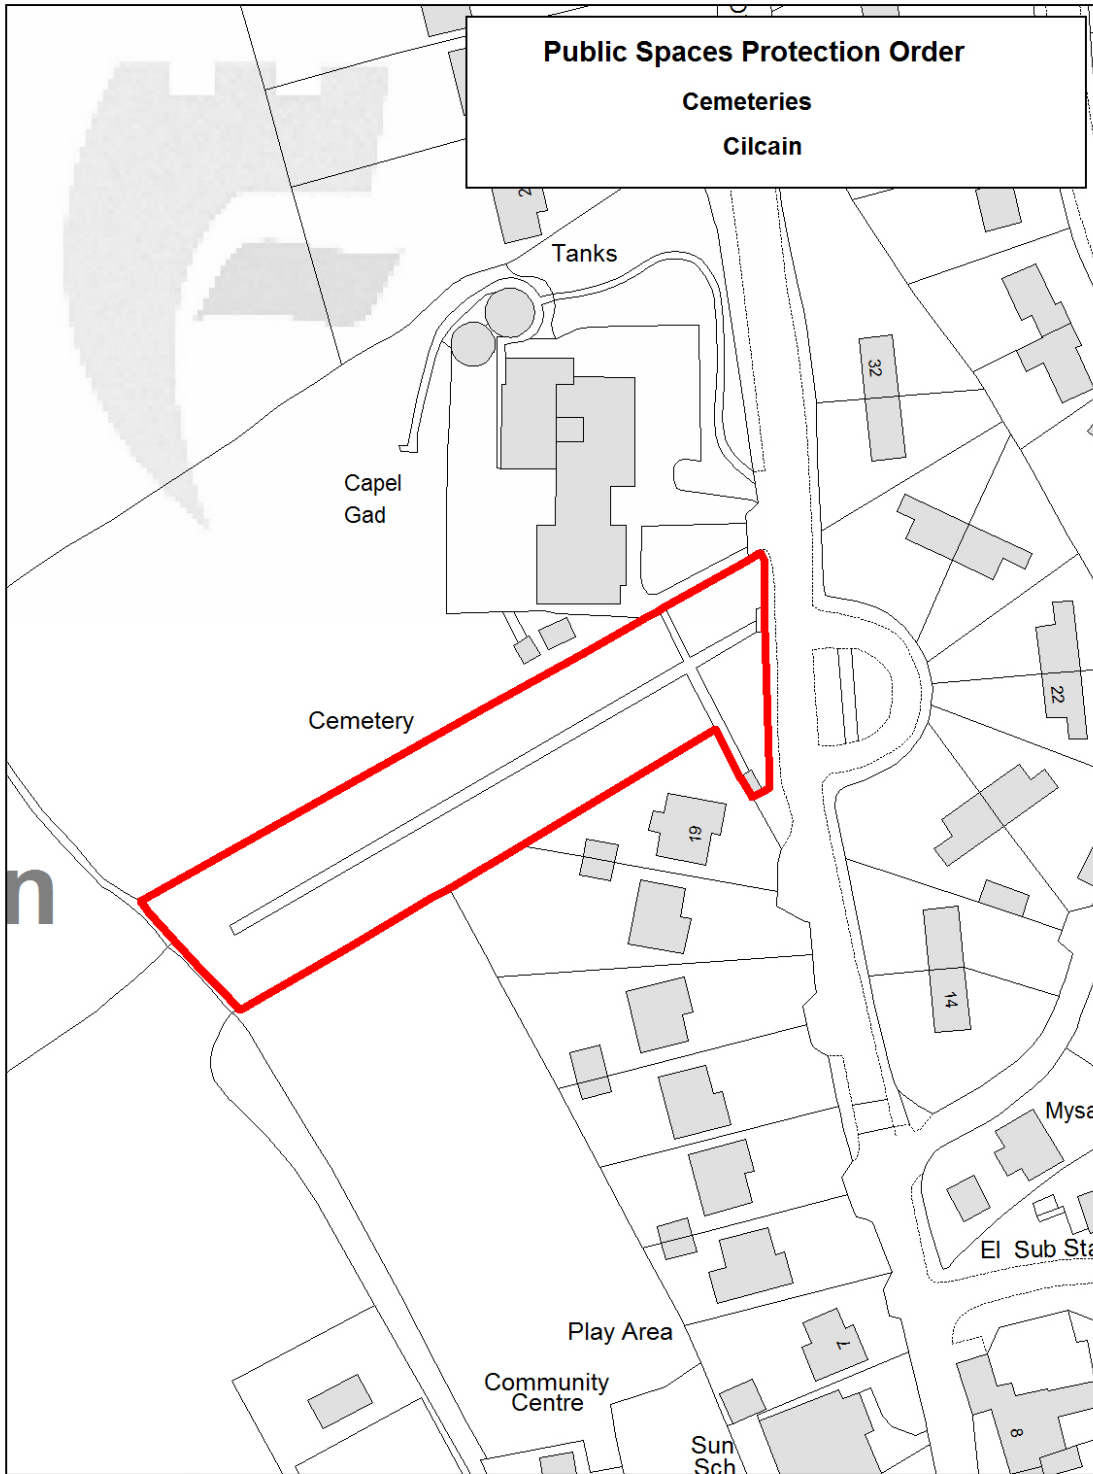 Public Spaces Protection Order
Cemeteries
Cilcain
2
Tanks
32
Capel
Gad
22
Cemetery
19
n
14
Mysa
El Sub Sta
Play Area
7
Community
Centre
8
Sun
Sch